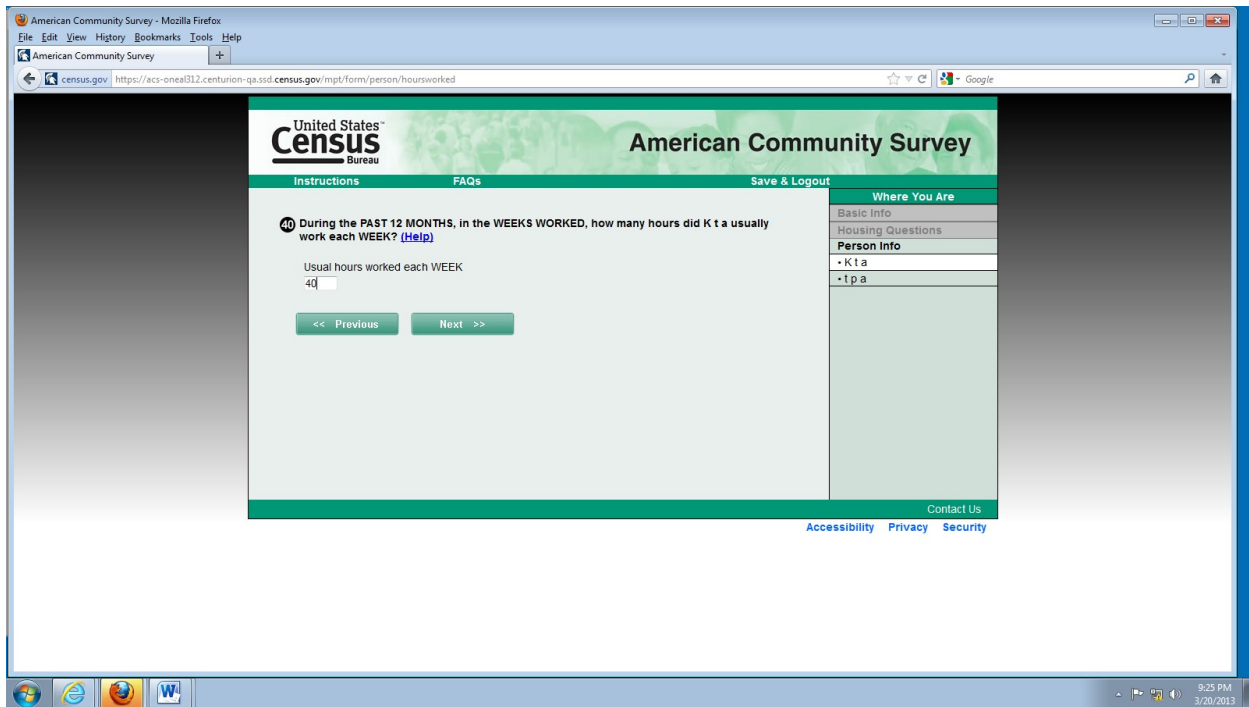 American Community Survey - Mozilla Firefox
File Edit View History Bookmarks Tools Help
American Community Survey +
census.gov https://acs-oneal312.centurion-qa.ssd.census.gov/mpt/form/person/hoursworked Google
United States™
Census
Bureau
American Community Survey
Instructions FAQs Save & Logout
Where You Are
Basic Info
Housing Questions
Person Info
• K t a
• t p a
40 During the PAST 12 MONTHS, in the WEEKS WORKED, how many hours did K t a usually
work each WEEK? (Help)
Usual hours worked each WEEK
40
<< Previous Next >>
Contact Us
Accessibility Privacy Security
W
9:25 PM
3/20/2013